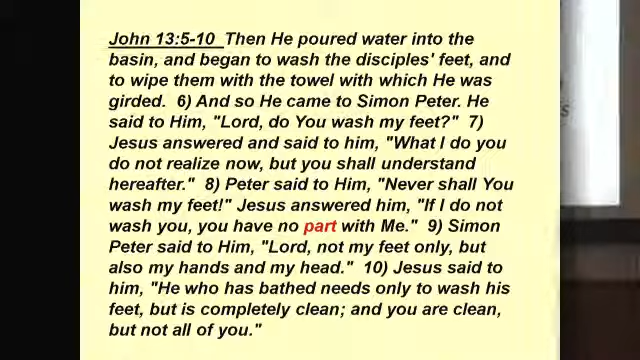 John 13:5-10 Then He poured water into the
basin, and began to wash the disciples' feet, and
to wipe them with the towel with which He was
girded. 6) And so He came to Simon Peter. He
said to Him, "Lord, do You wash my feet?" 7)
Jesus answered and said to him, "What I do you
do not realize now, but you shall understand
hereafter." 8) Peter said to Him, "Never shall You
wash my feet!" Jesus answered him, "If I do not
wash you, you have no part with Me." 9) Simon
Peter said to Him, "Lord, not my feet only, but
also my hands and my head." 10) Jesus said to
him, "He who has bathed needs only to wash his
feet, but is completely clean; and you are clean,
but not all of you."